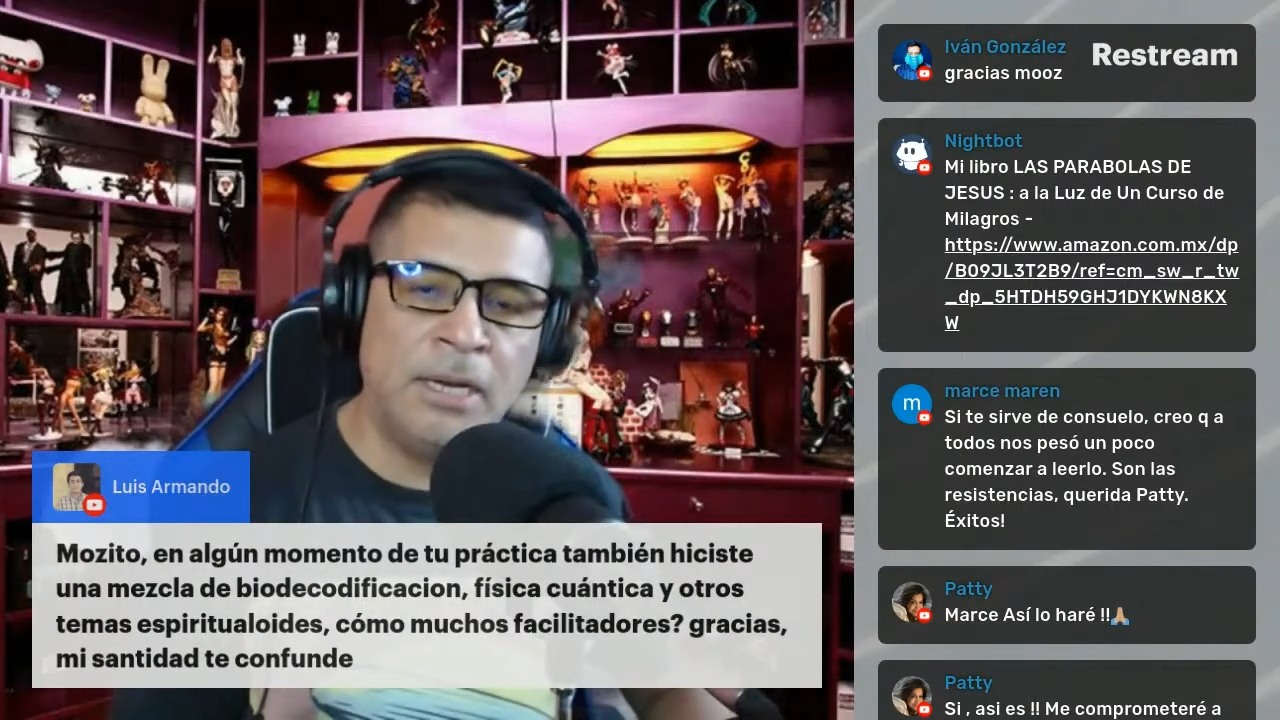 Luis Armando
Mozito, en algún momento de tu práctica también hiciste
una mezcla de biodecodificacion, física cuántica y otros
temas espiritualoides, cómo muchos facilitadores? gracias,
mi santidad te confunde
Restream
Iván González
gracias mooz
Nightbot
Mi libro LAS PARABOLAS DE
JESUS : a la Luz de Un Curso de
Milagros -
https://www.amazon.com.mx/dp
/B09JL3T2B9/ref=cm_sw_r_tw
_dp_5HTDH59GHJ1DYKWN8KX
W
m
marce maren
Si te sirve de consuelo, creo q a
todos nos pesó un poco
comenzar a leerlo. Son las
resistencias, querida Patty.
Éxitos!
Patty
Marce Así lo haré !!🙏🏽
Patty
Si , asi es !! Me comprometeré a